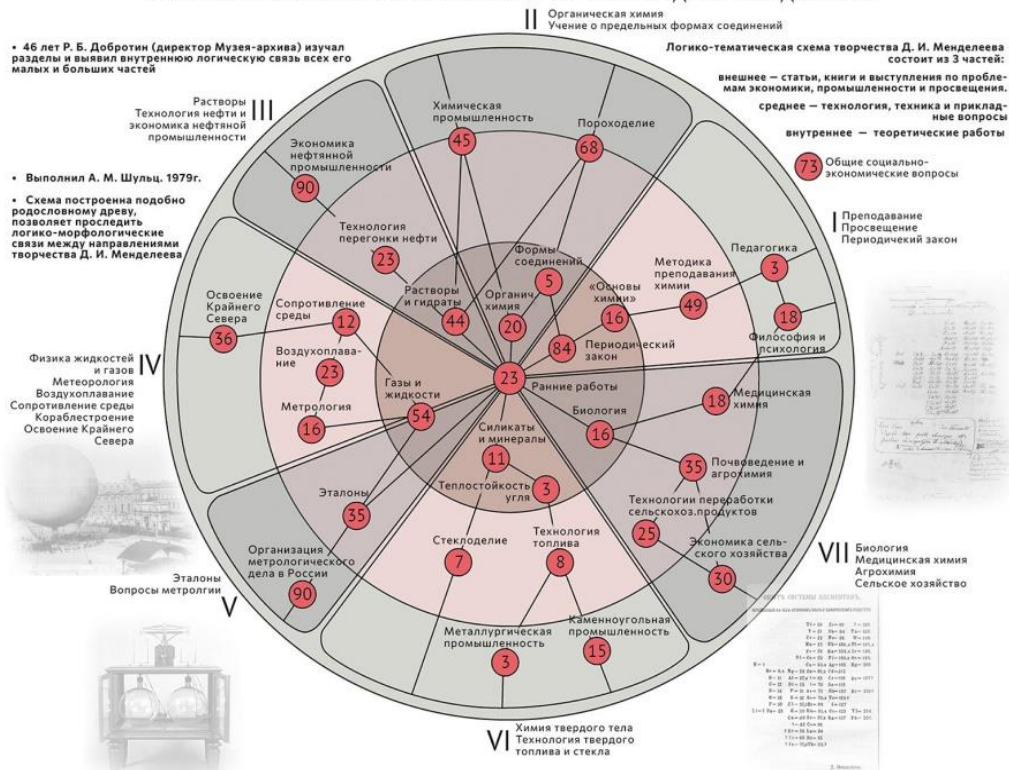 II
Органическая химия
Учение о предельных формах соединений
• 46 лет Р. Б. Добротин (директор Музея-архива) изучал
разделы и выявил внутреннюю логическую связь всех его
малых и больших частей
Логико-тематическая схема творчества Д. И. Менделеева
состоит из 3 частей:
внешнее — статьи, книги и выступления по пробле-
мам экономики, промышленности и просвещения.
среднее — технология, техника и приклад-
ные вопросы
внутреннее — теоретические работы
73
Общие социально-
экономические вопросы
Растворы
Технология нефти и
экономика нефтяной
промышленности
III
• Выполнил А. М. Шульц. 1979г.
• Схема построена подобно
родословному древу,
позволяет проследить
логико-морфологические
связи между направлениями
творчества Д. И. Менделеева
I
Преподавание
Просвещение
Периодичекий закон
Химическая
промышленность
45
Пороходелие
68
Экономика
нефтянной
промышленности
90
Технология
перегонки нефти
23
Растворы
и гидраты
44
Органич.
химия
20
Формы
соединений
5
«Основы
химии»
16
Периодический
закон
84
Методика
преподавания
химии
49
Педагогика
3
18
Философия и
психология
Освоение
Крайнего
Севера
36
Сопротивление
среды
12
Воздухоплава-
ние
23
Метрология
16
Газы и
жидкости
54
23
Ранние работы
Физика жидкостей
и газов
Метеорология
Воздухоплавание
Сопротивление среды
Кораблестроение
Освоение Крайнего
Севера
IV
Биология
16
Медицинская
химия
18
Почвоведение и
агрохимия
35
Технологии переработки
сельскохоз.продуктов
25
Экономика сель-
ского хозяйства
30
Силикаты
и минералы
11
Теплостойкость
угля
3
Эталоны
35
Организация
метрологического
дела в России
90
Стеклоделие
7
Технология
топлива
8
Металлургическая
промышленность
3
Каменноугольная
промышленность
15
Эталоны
Вопросы метролгии
V
VII
Биология
Медицинская химия
Агрохимия
Сельское хозяйство
VI
Химия твердого тела
Технология твердого
топлива и стекла